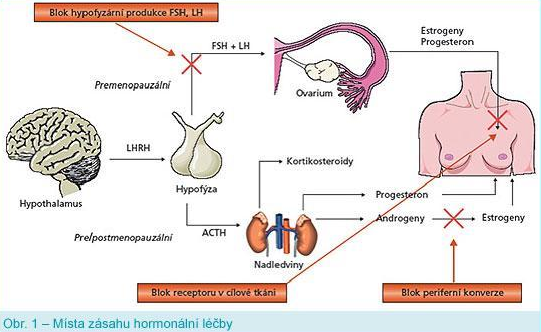 Blok hypofyzární produkce FSH, LH
FSH + LH
Estrogeny
Progesteron
Premenopauzální
Ovarium
LHRH
Kortikosteroidy
Hypofýza
Hypothalamus
Progesteron
Pre/postmenopauzální
ACTH
Androgeny
Estrogeny
Nadledviny
Blok receptoru v cílové tkáni
Blok periferní konverze
Obr. 1 – Místa zásahu hormonální léčby